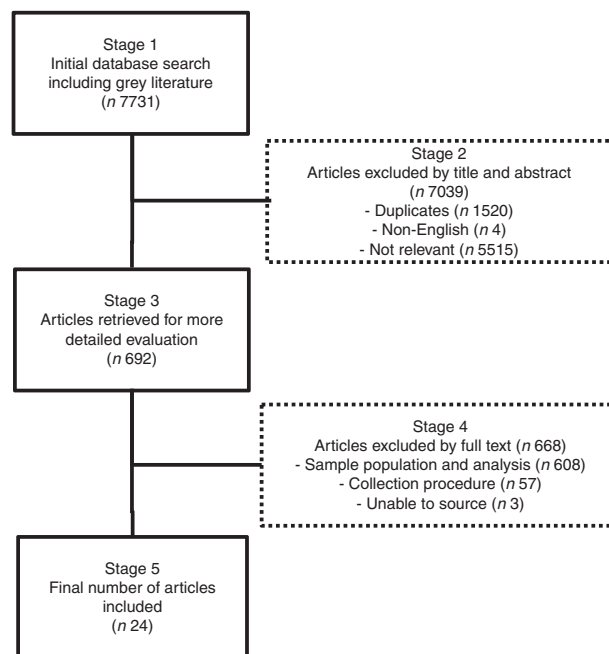 Stage 1
Initial database search
including grey literature
(n 7731)
Stage 2
Articles excluded by title and abstract
(n 7039)
- Duplicates (n 1520)
- Non-English (n 4)
- Not relevant (n 5515)
Stage 3
Articles retrieved for more
detailed evaluation
(n 692)
Stage 4
Articles excluded by full text (n 668)
- Sample population and analysis (n 608)
- Collection procedure (n 57)
- Unable to source (n 3)
Stage 5
Final number of articles
included
(n 24)